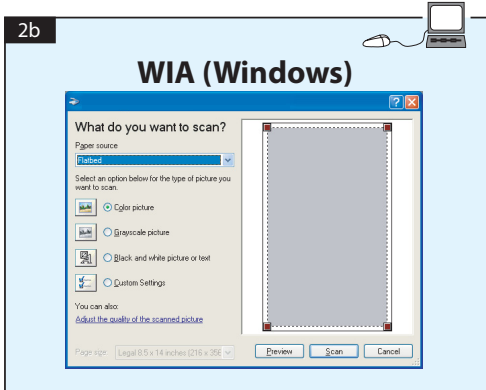 2b
WIA (Windows)
What do you want to scan?
Paper source
Flatbed
Select an option below for the type of picture you
want to scan.
Color picture
Grayscale picture
Black and white picture or text
Custom Settings
You can also:
Adjust the quality of the scanned picture
Page size: Legal 8.5 x 14 inches (216 x 356
Preview Scan Cancel